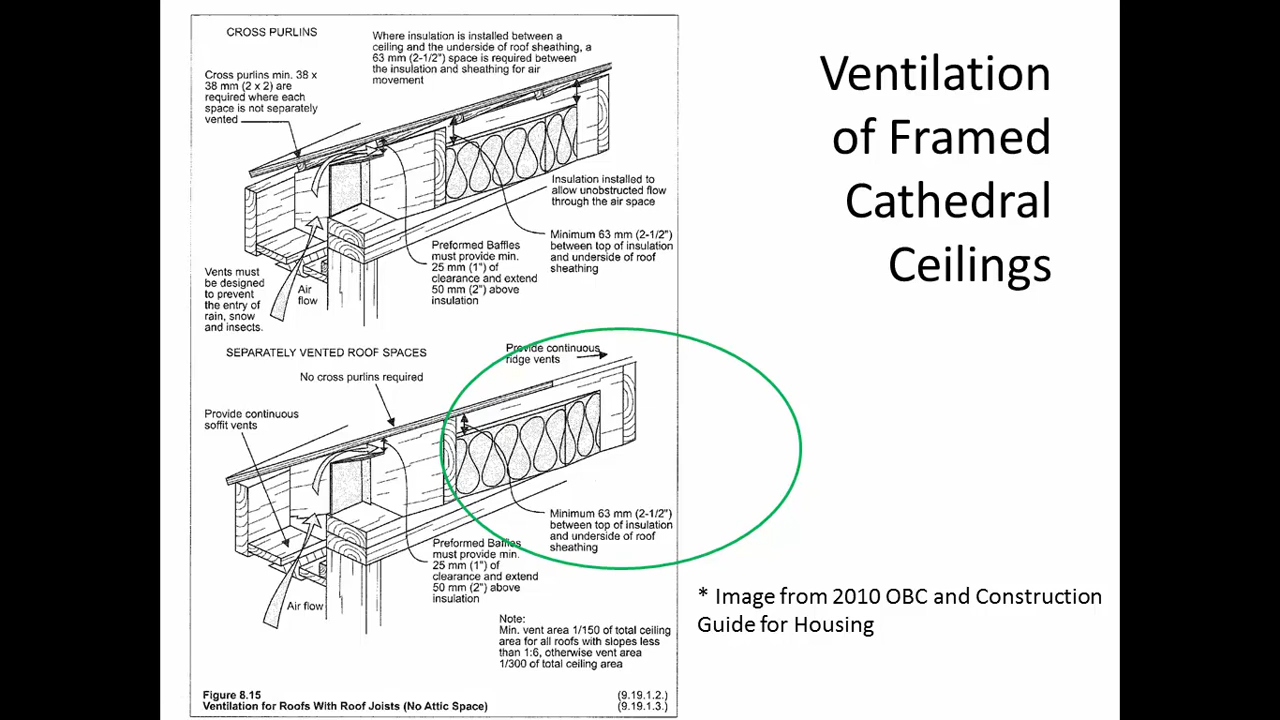 CROSS PURLINS
Where insulation is installed between a
ceiling and the underside of roof sheathing, a
63 mm (2-1/2") space is required between
the insulation and sheathing for air
movement
Cross purlins min. 38 x
38 mm (2 x 2) are
required where each
space is not separately
vented
Insulation installed to
allow unobstructed flow
through the air space
Minimum 63 mm (2-1/2")
between top of insulation
and underside of roof
sheathing
Preformed Baffles
must provide min.
25 mm (1") of
clearance and extend
50 mm (2") above
insulation
Vents must
be designed
to prevent
the entry of
rain, snow
and insects.
Air
flow
SEPARATELY VENTED ROOF SPACES
Provide continuous
ridge vents
No cross purlins required
Provide continuous
soffit vents
Minimum 63 mm (2-1/2")
between top of insulation
and underside of roof
sheathing
Preformed Baffles
must provide min.
25 mm (1") of
clearance and extend
50 mm (2") above
insulation
Air flow
Note:
Min. vent area 1/150 of total ceiling
area for all roofs with slopes less
than 1:6, otherwise vent area
1/300 of total ceiling area
Figure 8.15 (9.19.1.2.)
Ventilation for Roofs With Roof Joists (No Attic Space) (9.19.1.3.)
Ventilation
of Framed
Cathedral
Ceilings
* Image from 2010 OBC and Construction
Guide for Housing